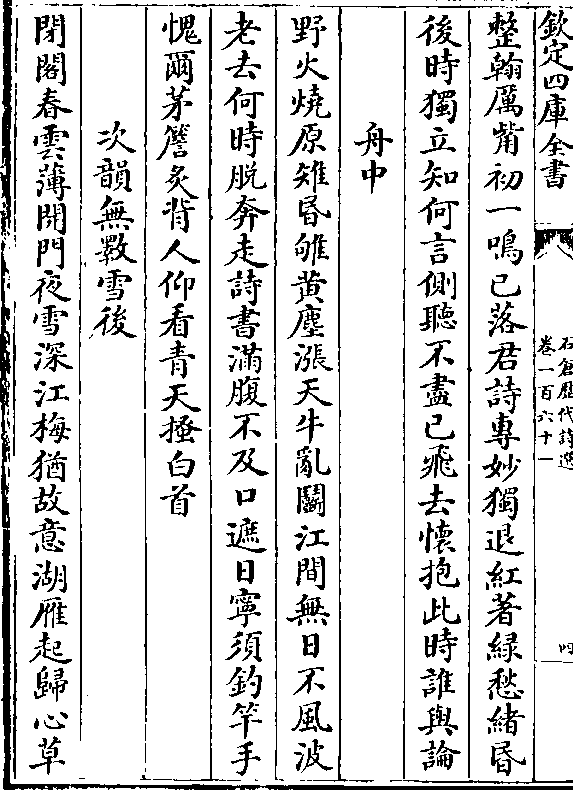 欽定四庫全書
石倉歴代詩選
卷一百六十一
四
整翰厲觜初一鳴已落君詩専妙獨退紅著緑愁緒昏
後時獨立知何言側聽不盡已飛去懷抱此時誰與論
舟中
野火燒原雉昏雊黄塵漲天牛亂鬬江間無日不風波
老去何時脱奔走詩書滿腹不及口遮日寧須釣竿手
愧爾茅簷炙背人仰看青天搔白首
次韻無斁雪後
閉閣春雲薄開門夜雪深江梅猶故意湖雁起歸心草